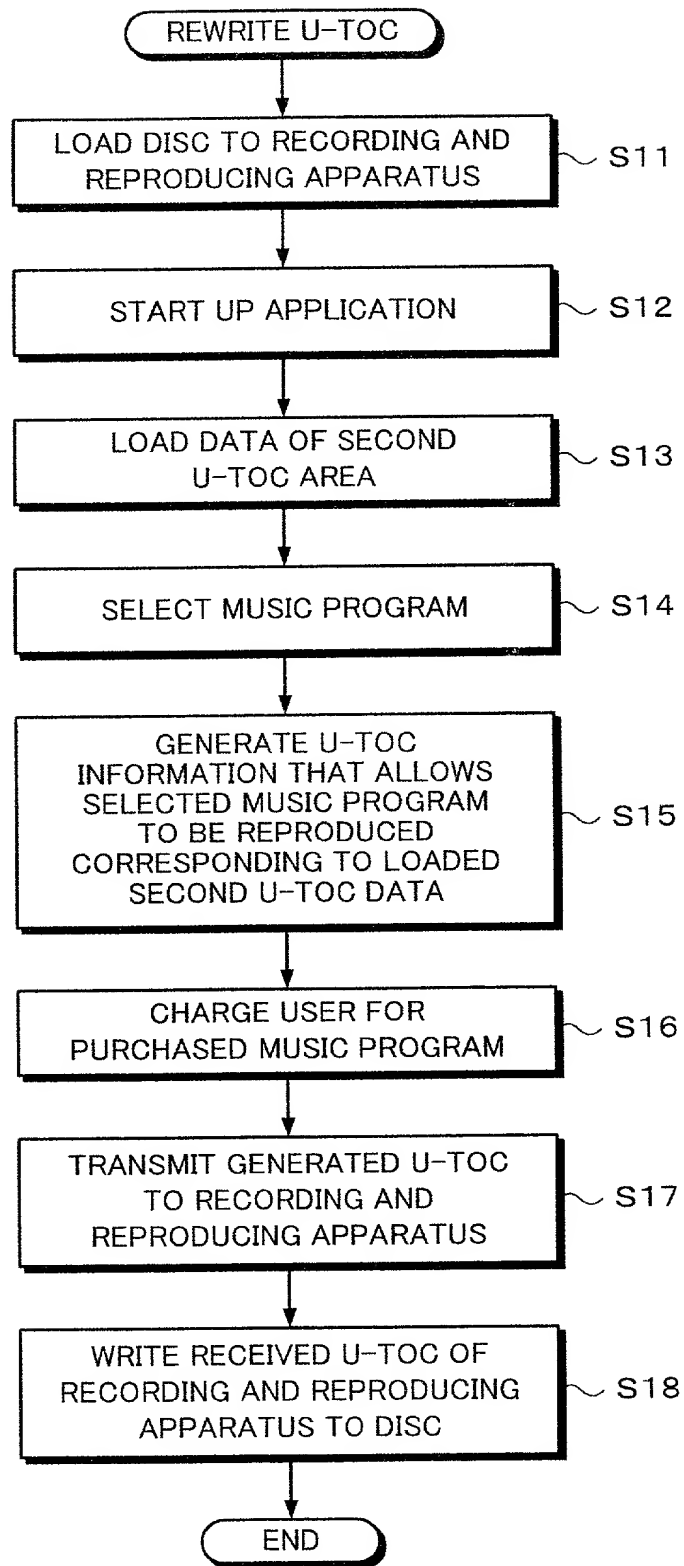 REWRITE U-TOC
LOAD DISC TO RECORDING AND
REPRODUCING APPARATUS
S11
START UP APPLICATION
S12
LOAD DATA OF SECOND
U-TOC AREA
S13
SELECT MUSIC PROGRAM
S14
GENERATE U-TOC
INFORMATION THAT ALLOWS
SELECTED MUSIC PROGRAM
TO BE REPRODUCED
CORRESPONDING TO LOADED
SECOND U-TOC DATA
S15
CHARGE USER FOR
PURCHASED MUSIC PROGRAM
S16
TRANSMIT GENERATED U-TOC
TO RECORDING AND
REPRODUCING APPARATUS
S17
WRITE RECEIVED U-TOC OF
RECORDING AND REPRODUCING
APPARATUS TO DISC
S18
END